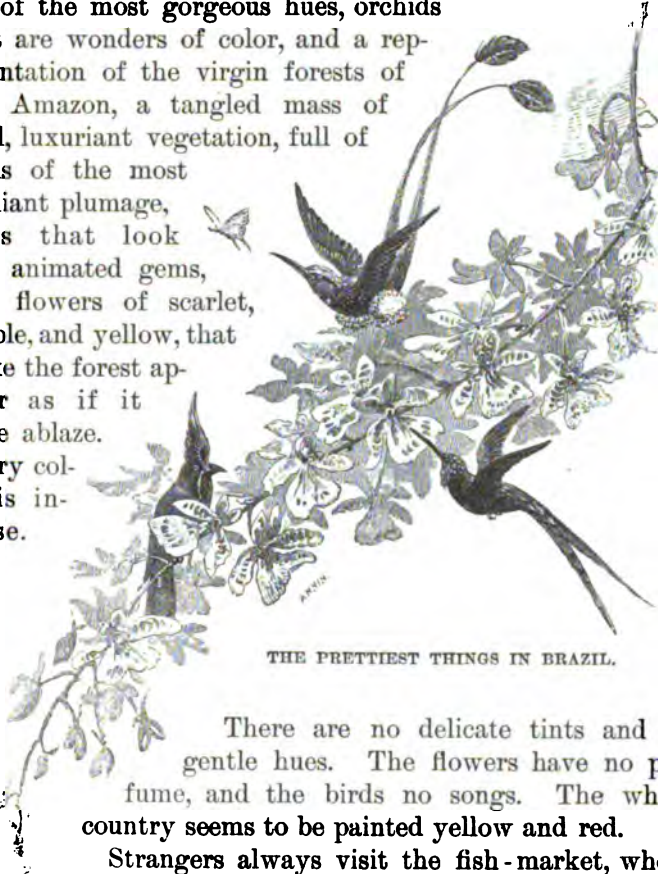 of the most gorgeous hues, orchids
are wonders of color, and a rep-
ntation of the virgin forests of
Amazon, a tangled mass of
l, luxuriant vegetation, full of
s of the most
iant plumage,
s that look
animated gems,
flowers of scarlet,
ple, and yellow, that
e the forest ap-
r as if it
e ablaze.
ry col-
is in-
se.
ANNIN
THE PRETTIEST THINGS IN BRAZIL.
There are no delicate tints and
gentle hues. The flowers have no p
fume, and the birds no songs. The wh
country seems to be painted yellow and red.
Strangers always visit the fish-market, whe